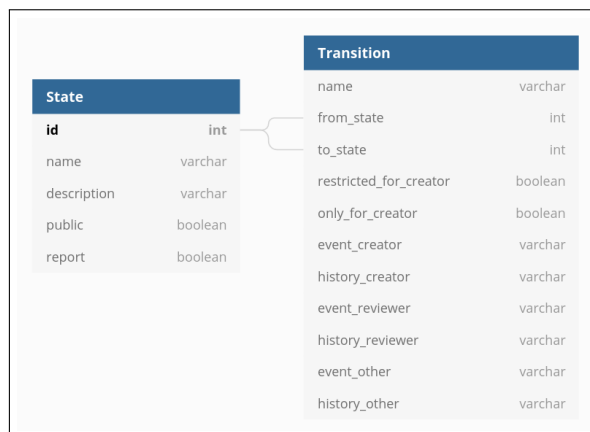 State
id int
name varchar
description varchar
public boolean
report boolean
Transition
name varchar
from_state int
to_state int
restricted_for_creator boolean
only_for_creator boolean
event_creator varchar
history_creator varchar
event_reviewer varchar
history_reviewer varchar
event_other varchar
history_other varchar